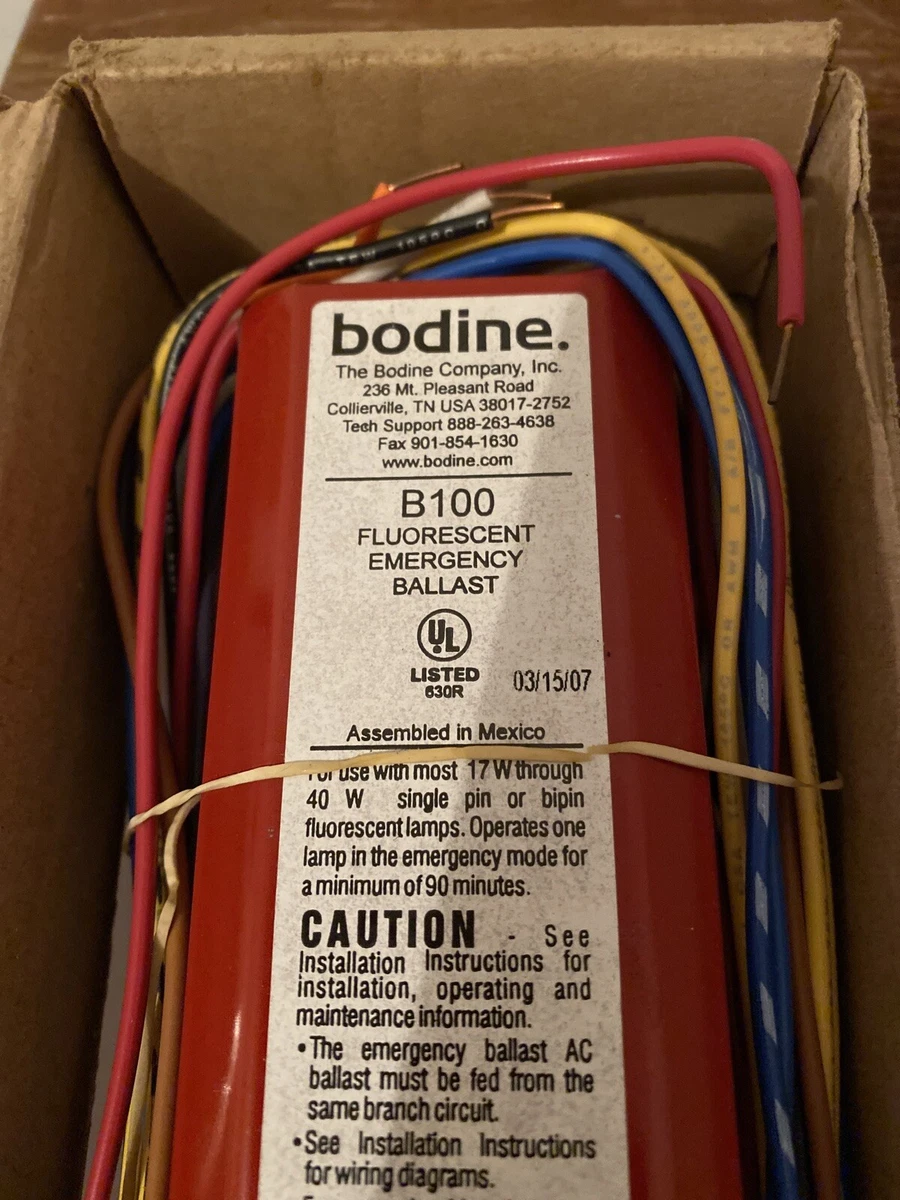 bodine.
The Bodine Company, Inc.
236 Mt. Pleasant Road
Collierville, TN USA 38017-2752
Tech Support 888-263-4638
Fax 901-854-1630
www.bodine.com
B100
FLUORESCENT
EMERGENCY
BALLAST
UL
LISTED
630R
03/15/07
Assembled in Mexico
For use with most 17 W through
40 W single pin or bipin
fluorescent lamps. Operates one
lamp in the emergency mode for
a minimum of 90 minutes.
CAUTION - See
Installation Instructions for
installation, operating and
maintenance information.
•The emergency ballast AC
ballast must be fed from the
same branch circuit.
•See Installation Instructions
for wiring diagrams.